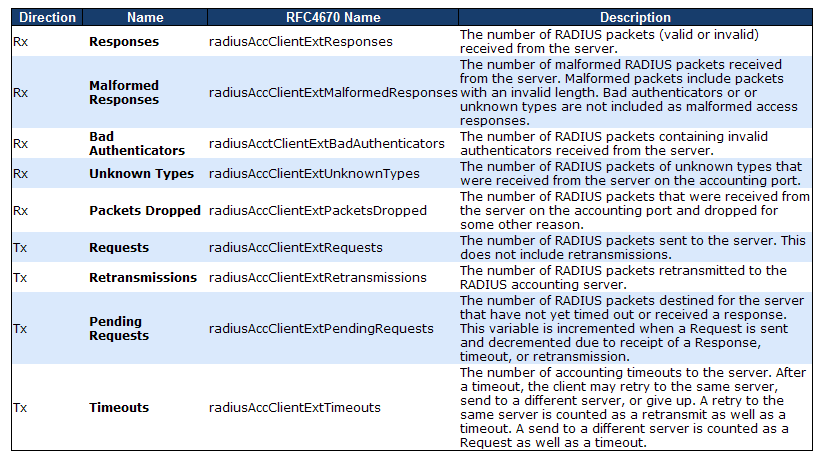 Direction Name RFC4670 Name Description
Rx Responses radiusAccClientExtResponses The number of RADIUS packets (valid or invalid)
received from the server.
Rx Malformed
Responses radiusAccClientExtMalformedResponses The number of malformed RADIUS packets received
from the server. Malformed packets include packets
with an invalid length. Bad authenticators or or
unknown types are not included as malformed access
responses.
Rx Bad
Authenticators radiusAcctClientExtBadAuthenticators The number of RADIUS packets containing invalid
authenticators received from the server.
Rx Unknown Types radiusAccClientExtUnknownTypes The number of RADIUS packets of unknown types that
were received from the server on the accounting port.
Rx Packets Dropped radiusAccClientExtPacketsDropped The number of RADIUS packets that were received from
the server on the accounting port and dropped for
some other reason.
Tx Requests radiusAccClientExtRequests The number of RADIUS packets sent to the server. This
does not include retransmissions.
Tx Retransmissions radiusAccClientExtRetransmissions The number of RADIUS packets retransmitted to the
RADIUS accounting server.
Tx Pending
Requests radiusAccClientExtPendingRequests The number of RADIUS packets destined for the server
that have not yet timed out or received a response.
This variable is incremented when a Request is sent
and decremented due to receipt of a Response,
timeout, or retransmission.
Tx Timeouts radiusAccClientExtTimeouts The number of accounting timeouts to the server. After
a timeout, the client may retry to the same server,
send to a different server, or give up. A retry to the
same server is counted as a retransmit as well as a
timeout. A send to a different server is counted as a
Request as well as a timeout.